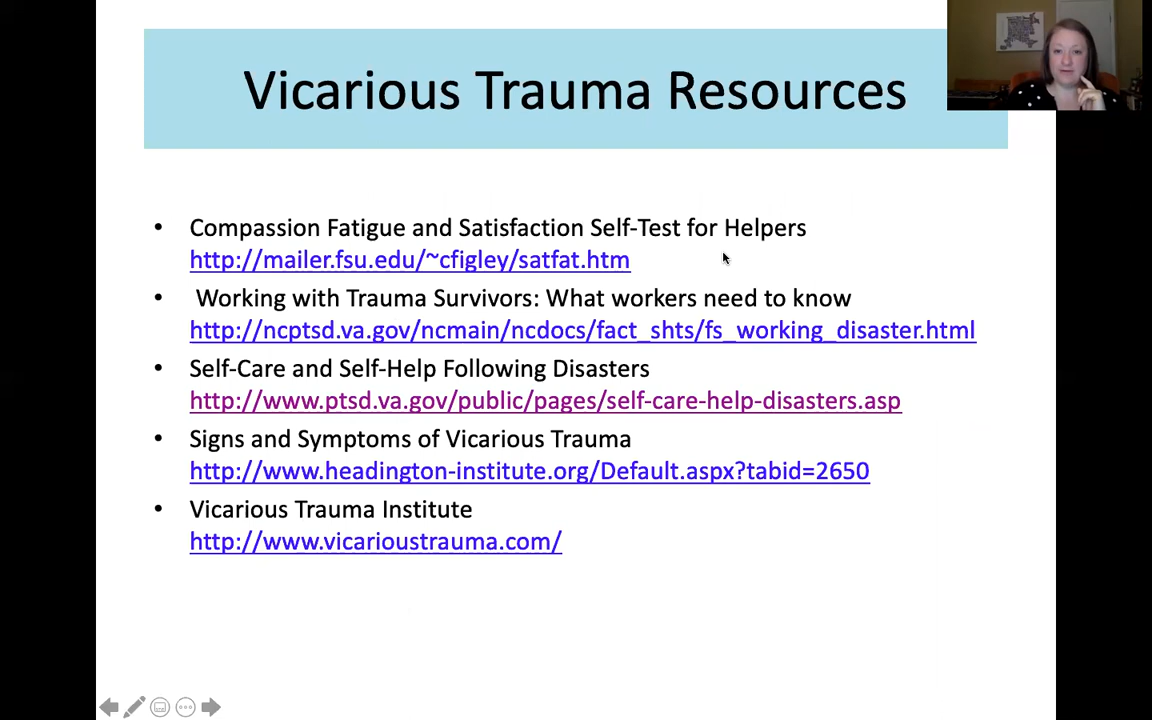 Vicarious Trauma Resources
• Compassion Fatigue and Satisfaction Self-Test for Helpers
http://mailer.fsu.edu/~cfigley/satfat.htm
• Working with Trauma Survivors: What workers need to know
http://ncptsd.va.gov/ncmain/ncdocs/fact_shts/fs_working_disaster.html
• Self-Care and Self-Help Following Disasters
http://www.ptsd.va.gov/public/pages/self-care-help-disasters.asp
• Signs and Symptoms of Vicarious Trauma
http://www.headington-institute.org/Default.aspx?tabid=2650
• Vicarious Trauma Institute
http://www.vicarioustrauma.com/